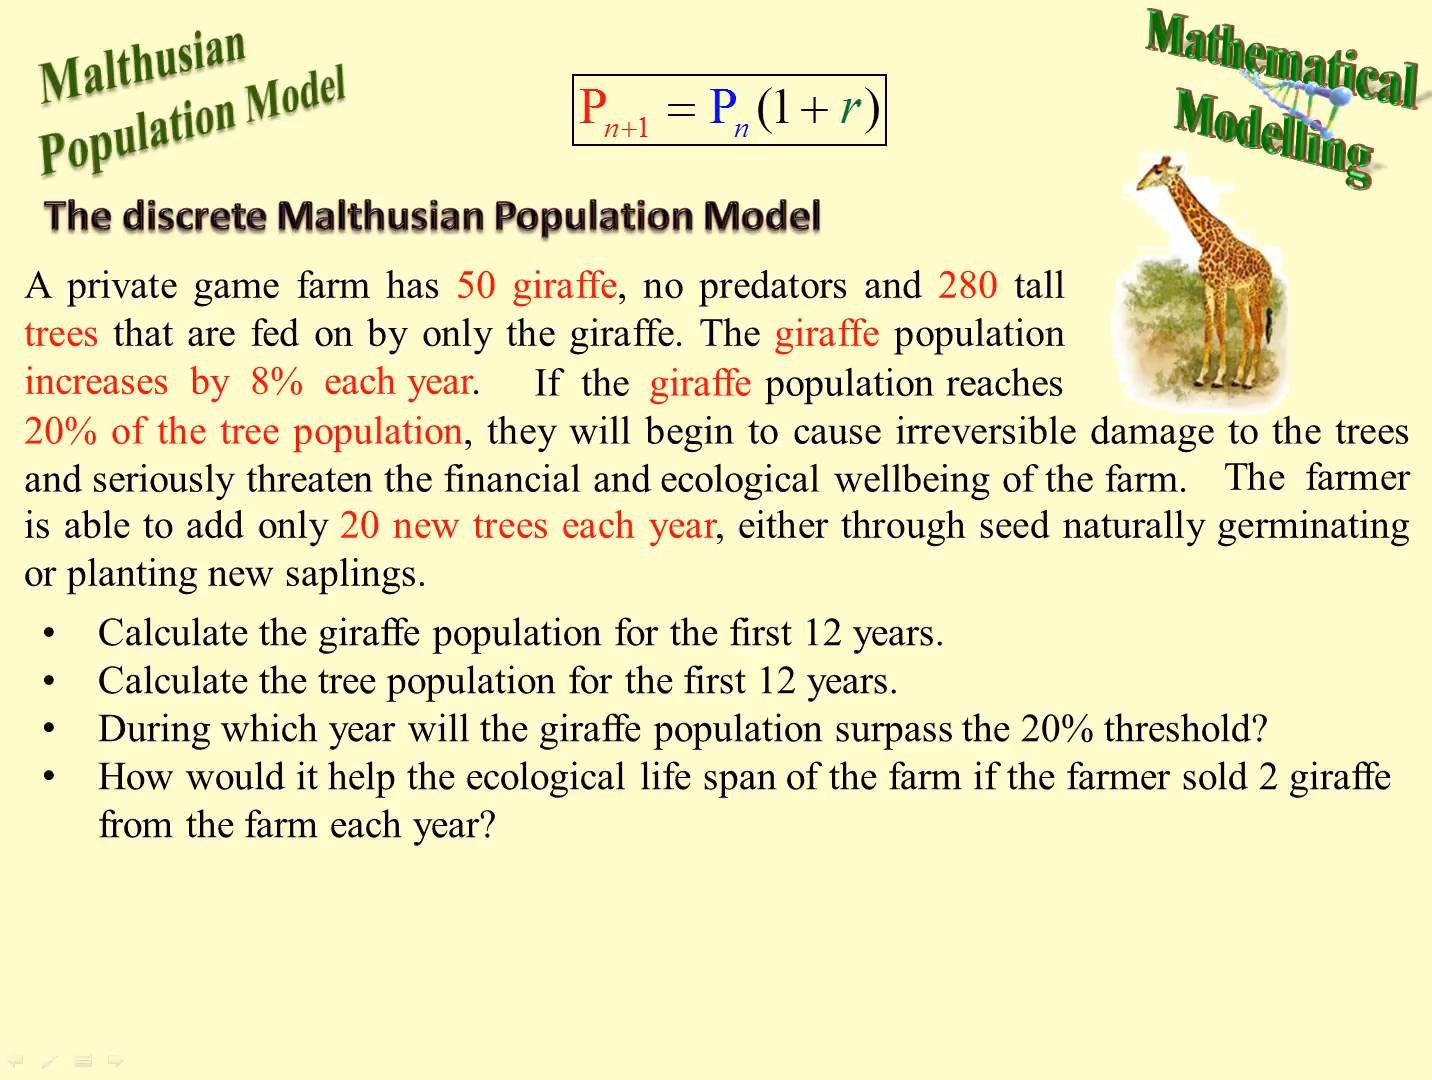 Malthusian
Population Model
Pn+1 = Pn(1 + r)
Mathematical
Modelling
The discrete Malthusian Population Model
A private game farm has 50 giraffe, no predators and 280 tall
trees that are fed on by only the giraffe. The giraffe population
increases by 8% each year. If the giraffe population reaches
20% of the tree population, they will begin to cause irreversible damage to the trees
and seriously threaten the financial and ecological wellbeing of the farm. The farmer
is able to add only 20 new trees each year, either through seed naturally germinating
or planting new saplings.
• Calculate the giraffe population for the first 12 years.
• Calculate the tree population for the first 12 years.
• During which year will the giraffe population surpass the 20% threshold?
• How would it help the ecological life span of the farm if the farmer sold 2 giraffe
from the farm each year?